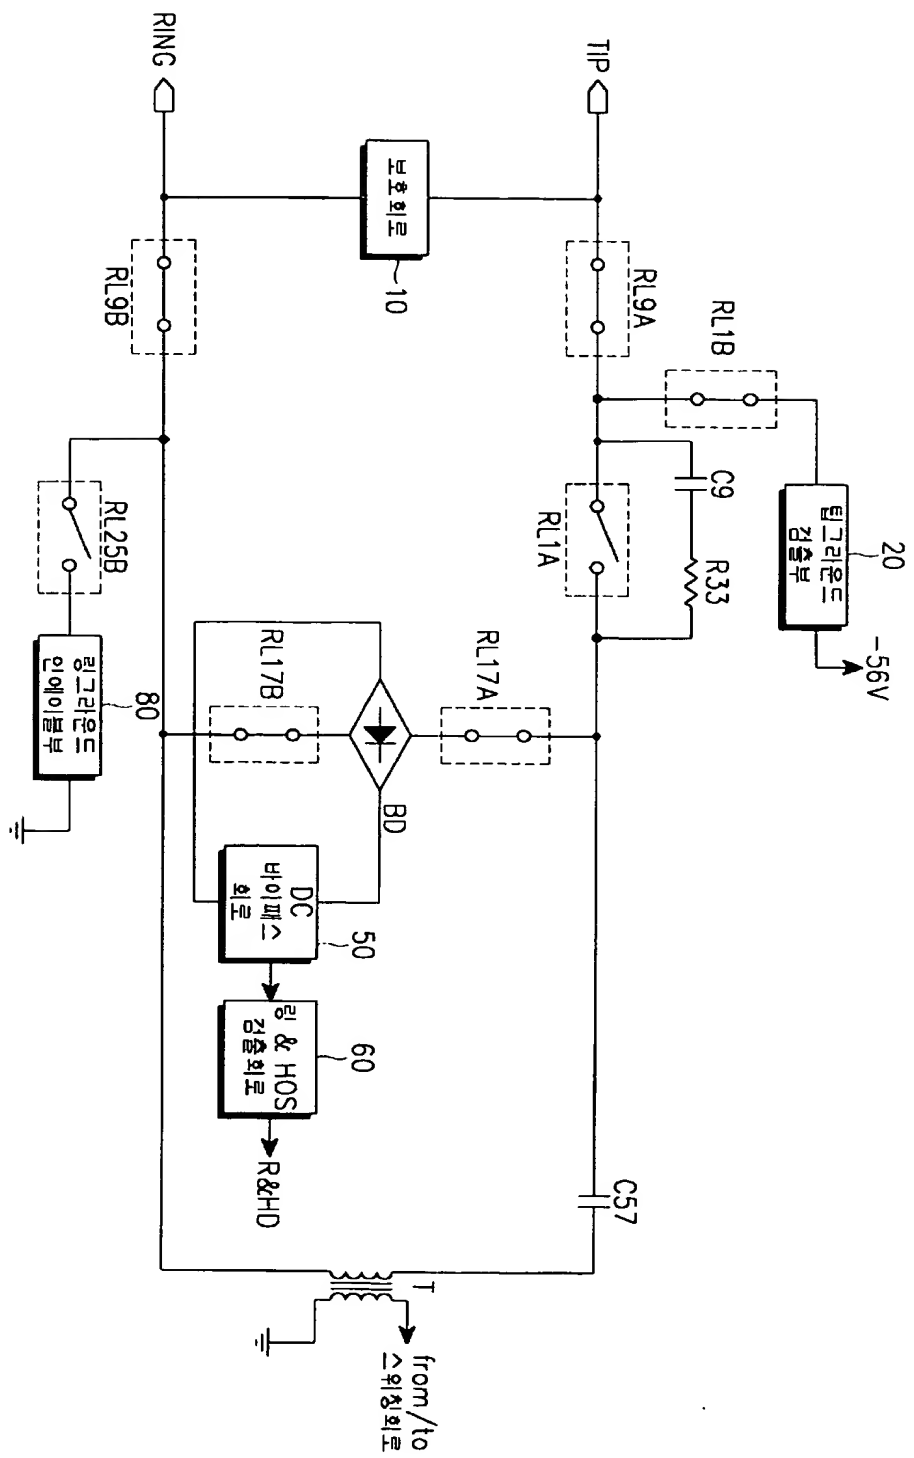 TIP
RING
보호회로
10
RL9A
RL9B
RL1B
팁그라운드
검출부
20
-56V
C9
R33
RL1A
RL25B
링그라운드
인에이블부
80
RL17A
RL17B
BD
DC
바이패스
회로
50
링 & HOS
검출회로
60
R&HD
C57
T
from/to
스위칭회로